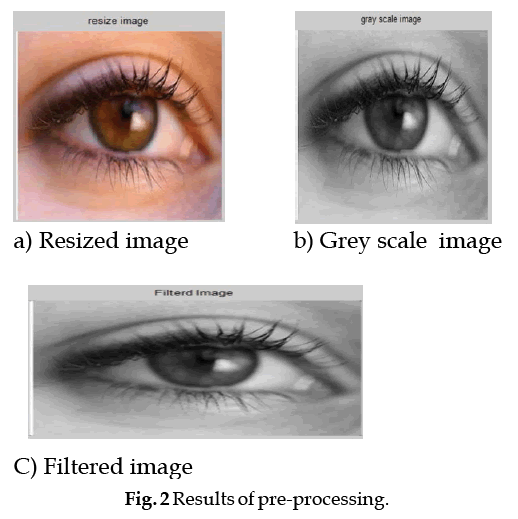 resize image
gray scale image
a) Resized image
b) Grey scale image
Filterd Image
C) Filtered image
Fig. 2 Results of pre-processing.